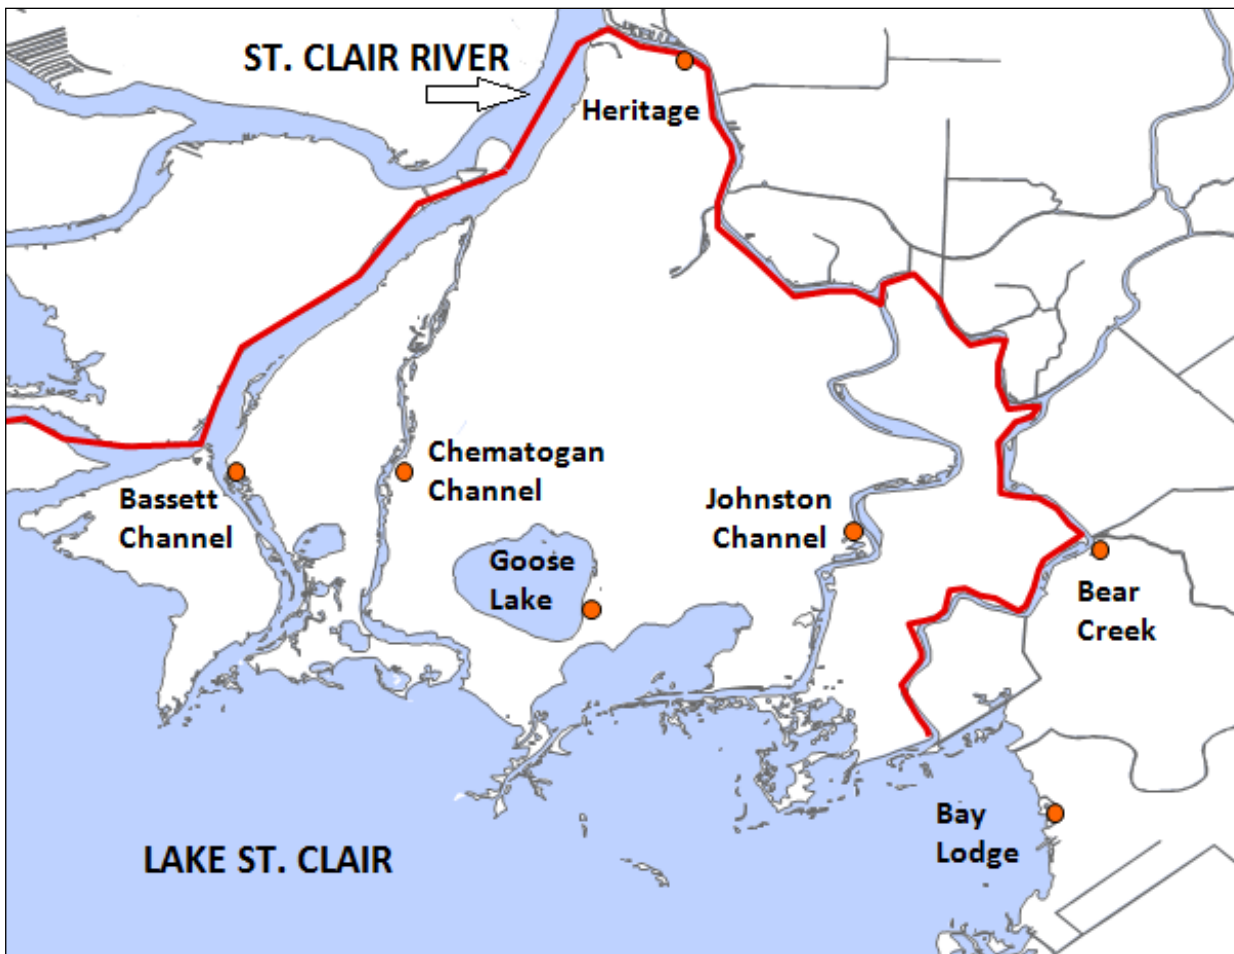 ST. CLAIR RIVER
Heritage
Chematogan
Channel
Bassett
Channel
Johnston
Channel
Goose
Lake
Bear
Creek
Bay
Lodge
LAKE ST. CLAIR